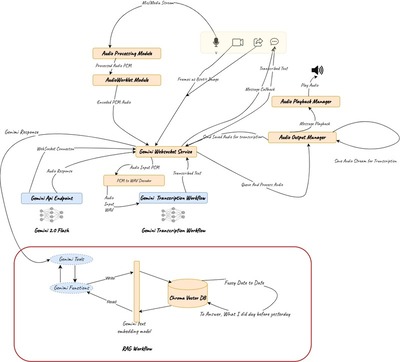 MicMedia Stream
Audio Processing Module
Processed PCM Audio
AudioWorklet Module
Encoded PCM Audio
Frames as Base64 Image
Transcribed Text
Message Callback
Play Audio
Audio Playback Manager
Message Playback
Audio Output Manager
Send Saved Audio for transcription
Save Audio Stream for Transcription
Queue And Process Audio
Gemini Response
WebSocket Connection
Audio Response
Gemini Websocket Service
Audio Input PCM
PCM to WAV Decoder
Transcribed Text
Audio
Input
WAV
Gemini Api Endpoint
Gemini Transcription Workflow
Gemini 2.0 Flash
Gemini Transcription Workflow
Gemini Tools
Gemini Functions
Write
Read
Gemini text
embedding model
Chroma Vector DB
Fuzzy Date to Date
To Answer, What I did day before yesterday
RAG Workflow